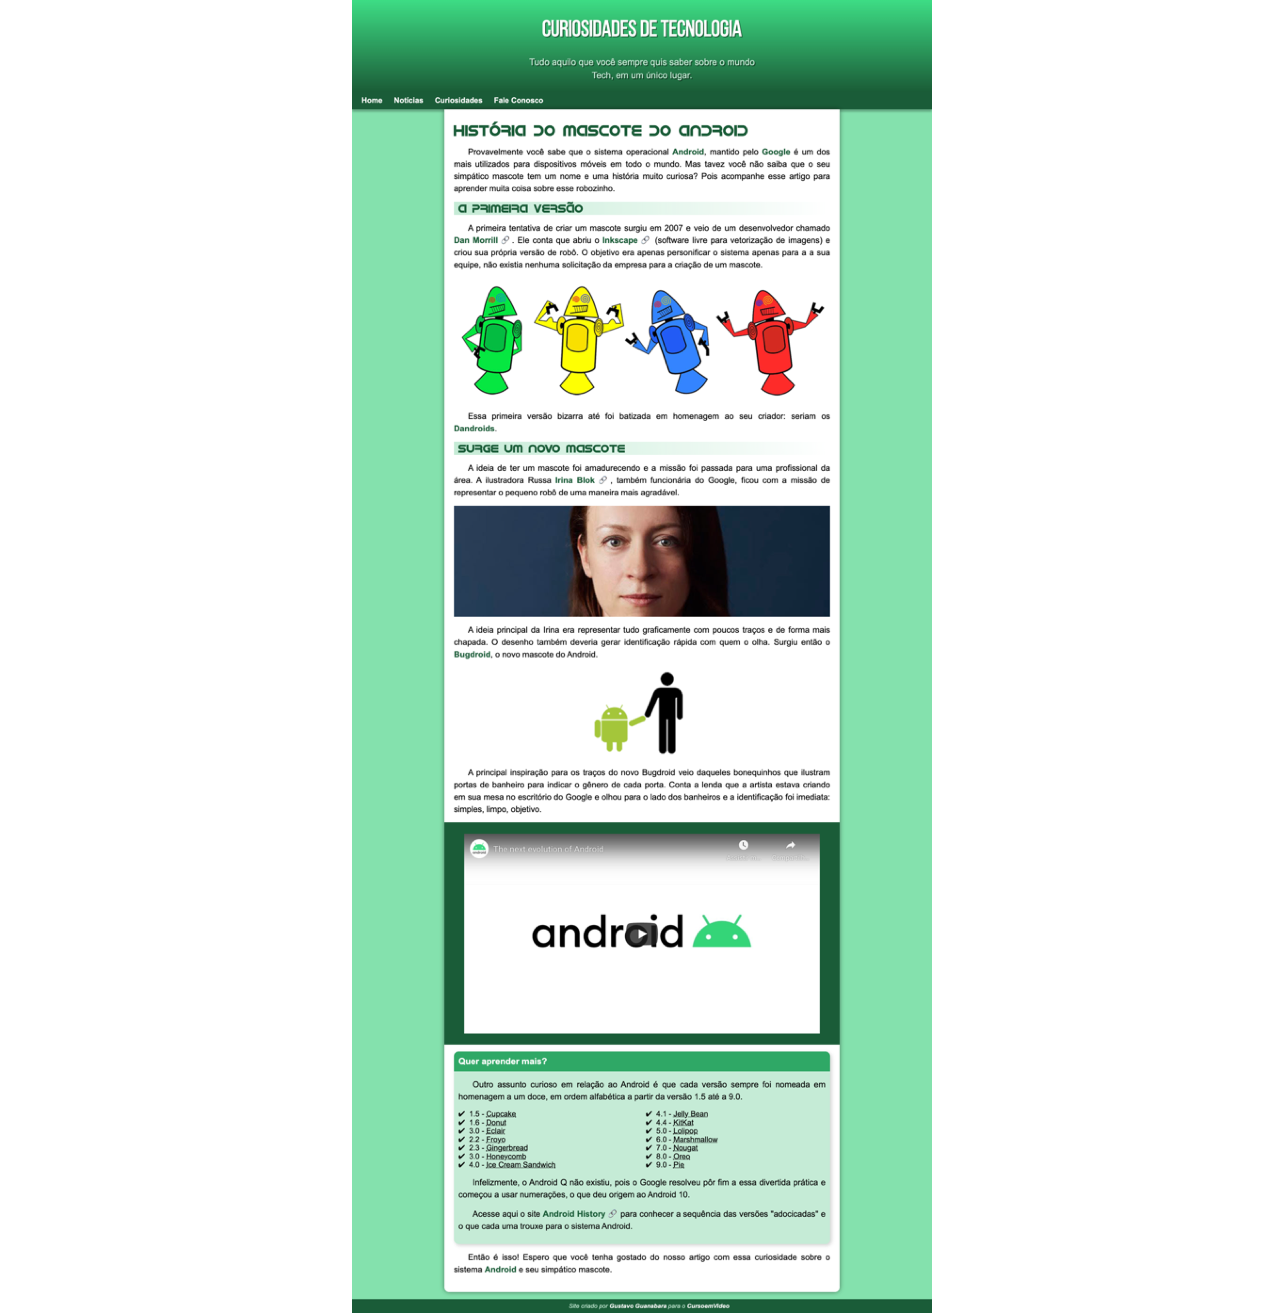 CURIOSIDADES DE TECNOLOGIA
Tudo aquilo que você sempre quis saber sobre o mundo
Tech, em um único lugar.
Home Notícias Curiosidades Fale Conosco
HISTÓRIA DO MASCOTE DO ANDROID
Provavelmente você sabe que o sistema operacional Android, mantido pelo Google é um dos
mais utilizados para dispositivos móveis em todo o mundo. Mas tavez você não saiba que o seu
simpático mascote tem um nome e uma história muito curiosa? Pois acompanhe esse artigo para
aprender muita coisa sobre esse robozinho.
A PRIMEIRA VERSÃO
A primeira tentativa de criar um mascote surgiu em 2007 e veio de um desenvolvedor chamado
Dan Morrill . Ele conta que abriu o Inkscape (software livre para vetorização de imagens) e
criou sua própria versão de robô. O objetivo era apenas personificar o sistema apenas para a a sua
equipe, não existia nenhuma solicitação da empresa para a criação de um mascote.
Essa primeira versão bizarra até foi batizada em homenagem ao seu criador: seriam os
Dandroids.
SURGE UM NOVO MASCOTE
A ideia de ter um mascote foi amadurecendo e a missão foi passada para uma profissional da
área. A ilustradora Russa Irina Blok , também funcionária do Google, ficou com a missão de
representar o pequeno robô de uma maneira mais agradável.
A ideia principal da Irina era representar tudo graficamente com poucos traços e de forma mais
chapada. O desenho também deveria gerar identificação rápida com quem o olha. Surgiu então o
Bugdroid, o novo mascote do Android.
A principal inspiração para os traços do novo Bugdroid veio daqueles bonequinhos que ilustram
portas de banheiro para indicar o gênero de cada porta. Conta a lenda que a artista estava criando
em sua mesa no escritório do Google e olhou para o lado dos banheiros e a identificação foi imediata:
simples, limpo, objetivo.
android The next evolution of Android
android
Quer aprender mais?
Outro assunto curioso em relação ao Android é que cada versão sempre foi nomeada em
homenagem a um doce, em ordem alfabética a partir da versão 1.5 até a 9.0.
✔ 1.5 - Cupcake
✔ 1.6 - Donut
✔ 3.0 - Eclair
✔ 2.2 - Froyo
✔ 2.3 - Gingerbread
✔ 3.0 - Honeycomb
✔ 4.0 - Ice Cream Sandwich
✔ 4.1 - Jelly Bean
✔ 4.4 - KitKat
✔ 5.0 - Lolipop
✔ 6.0 - Marshmallow
✔ 7.0 - Nougat
✔ 8.0 - Oreo
✔ 9.0 - Pie
Infelizmente, o Android Q não existiu, pois o Google resolveu pôr fim a essa divertida prática e
começou a usar numerações, o que deu origem ao Android 10.
Acesse aqui o site Android History para conhecer a sequência das versões "adocicadas" e
o que cada uma trouxe para o sistema Android.
Então é isso! Espero que você tenha gostado do nosso artigo com essa curiosidade sobre o
sistema Android e seu simpático mascote.
Site criado por Gustavo Guanabara para o CursoemVideo